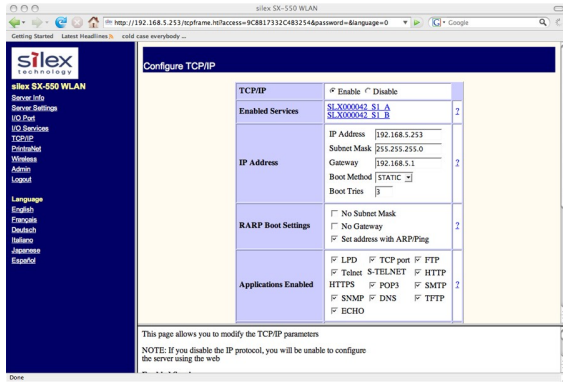 silex SX-550 WLAN
http://192.168.5.253/tcpframe.htl?access=9C8817332C483254&password=&language=0
Google
Getting Started Latest Headlines cold case everybody ...
silex
technology
silex SX-550 WLAN
Server Info
Server Settings
I/O Port
I/O Services
TCP/IP
PrintraNet
Wireless
Admin
Logout
Language
English
Français
Deutsch
Italiano
Japanese
Español
Configure TCP/IP
TCP/IP Enable Disable
Enabled Services SLX000042_S1_A ?
SLX000042_S1_B
IP Address
IP Address 192.168.5.253
Subnet Mask 255.255.255.0
Gateway 192.168.5.1 ?
Boot Method STATIC
Boot Tries 3
RARP Boot Settings
No Subnet Mask
No Gateway ?
Set address with ARP/Ping
Applications Enabled
LPD TCP port FTP
Telnet S-TELNET HTTP
HTTPS POP3 SMTP ?
SNMP DNS TFTP
ECHO
This page allows you to modify the TCP/IP parameters
NOTE: If you disable the IP protocol, you will be unable to configure
the server using the web
Done